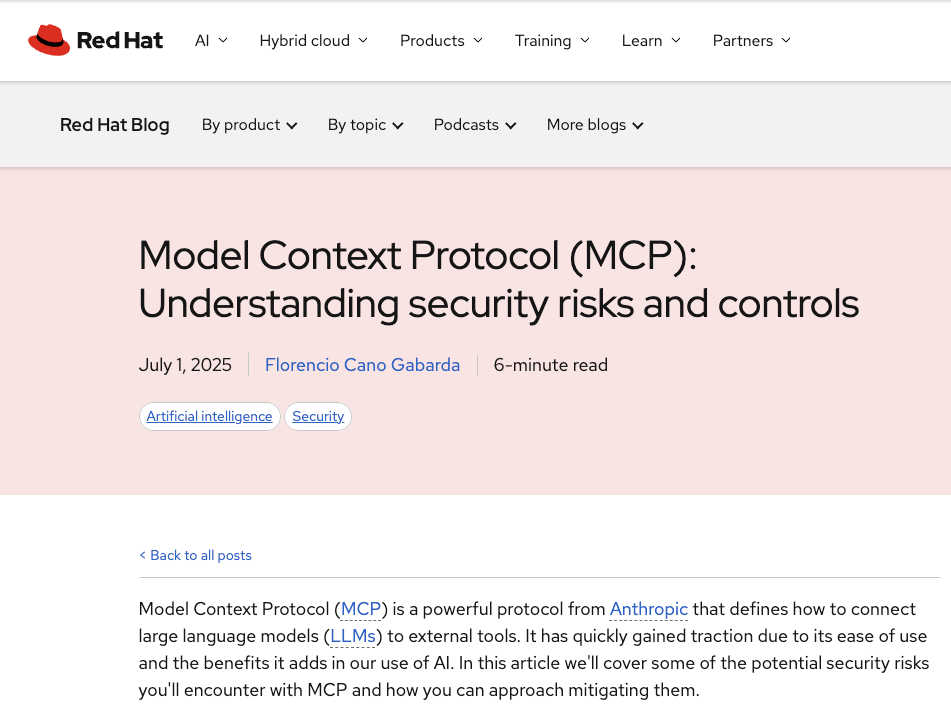 Red Hat
AI
Hybrid cloud
Products
Training
Learn
Partners
Red Hat Blog
By product
By topic
Podcasts
More blogs
Model Context Protocol (MCP):
Understanding security risks and controls
July 1, 2025
Florencio Cano Gabarda
6-minute read
Artificial intelligence
Security
< Back to all posts
Model Context Protocol (MCP) is a powerful protocol from Anthropic that defines how to connect
large language models (LLMs) to external tools. It has quickly gained traction due to its ease of use
and the benefits it adds in our use of AI. In this article we'll cover some of the potential security risks
you'll encounter with MCP and how you can approach mitigating them.